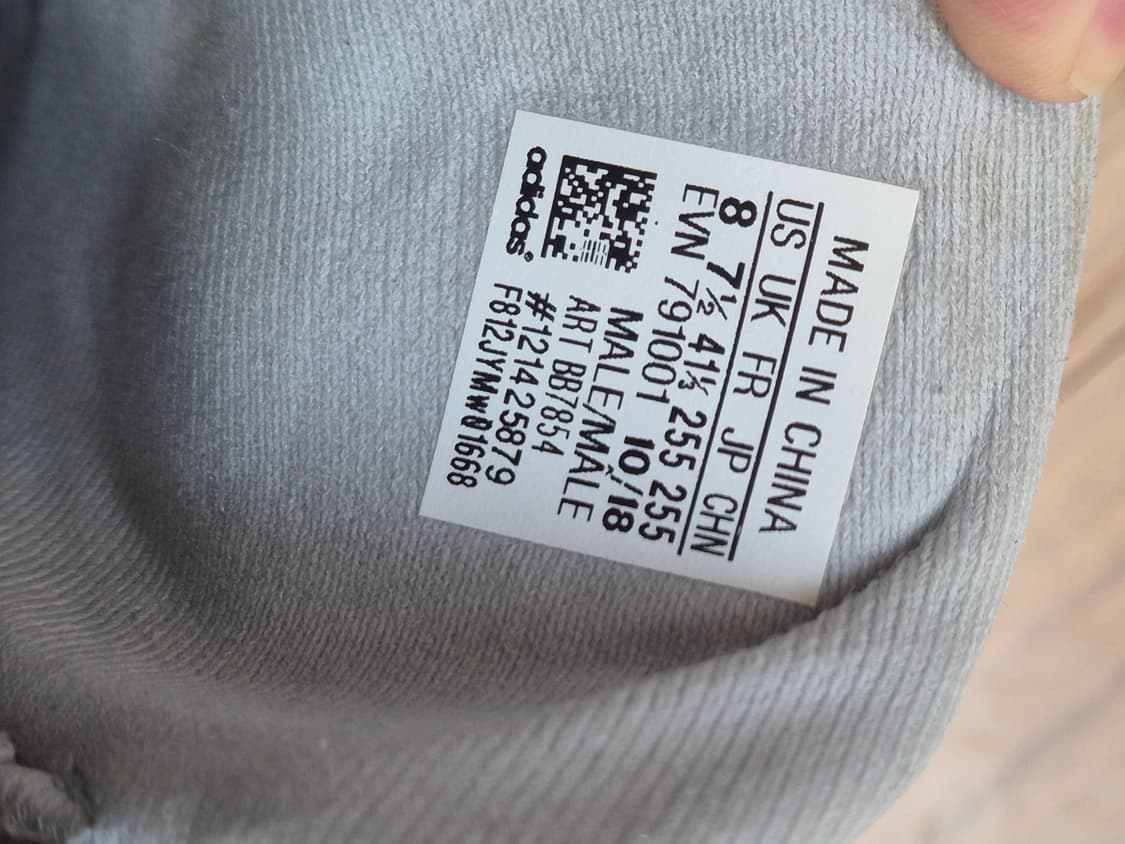 MADE IN CHINA
US UK FR JP CHN
8 7½ 41⅓ 255 255
EVN 791001 10/18
MALE/MALE
ART BB7854
#121425879
F812JYMW01668
adidas